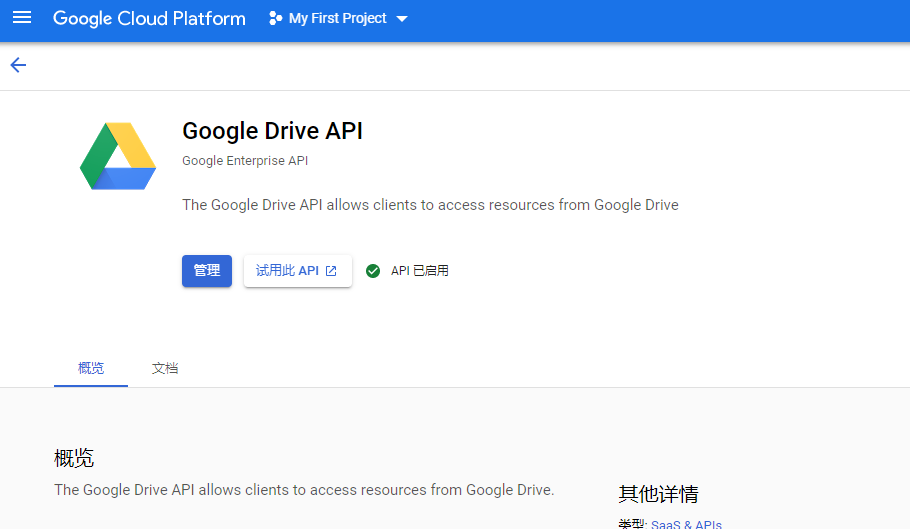 Google Cloud Platform My First Project
Google Drive API
Google Enterprise API
The Google Drive API allows clients to access resources from Google Drive
管理 试用此 API API 已启用
概览 文档
概览
The Google Drive API allows clients to access resources from Google Drive.
其他详情
类型: SaaS & APIs